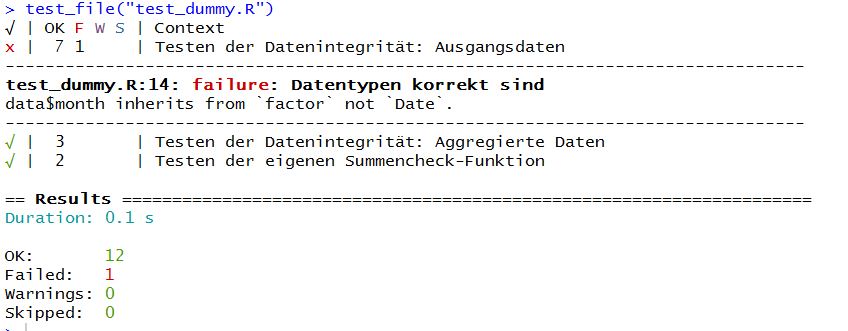 > test_file("test_dummy.R")
√ | OK F W S | Context
x |  7 1     | Testen der Datenintegrität: Ausgangsdaten
--------------------------------------------------------------------------------
test_dummy.R:14: failure: Datentypen korrekt sind
data$month inherits from `factor` not `Date`.
--------------------------------------------------------------------------------
√ |  3       | Testen der Datenintegrität: Aggregierte Daten
√ |  2       | Testen der eigenen Summencheck-Funktion
== Results =====================================================================
Duration: 0.1 s
OK:       12
Failed:   1
Warnings: 0
Skipped:  0
>